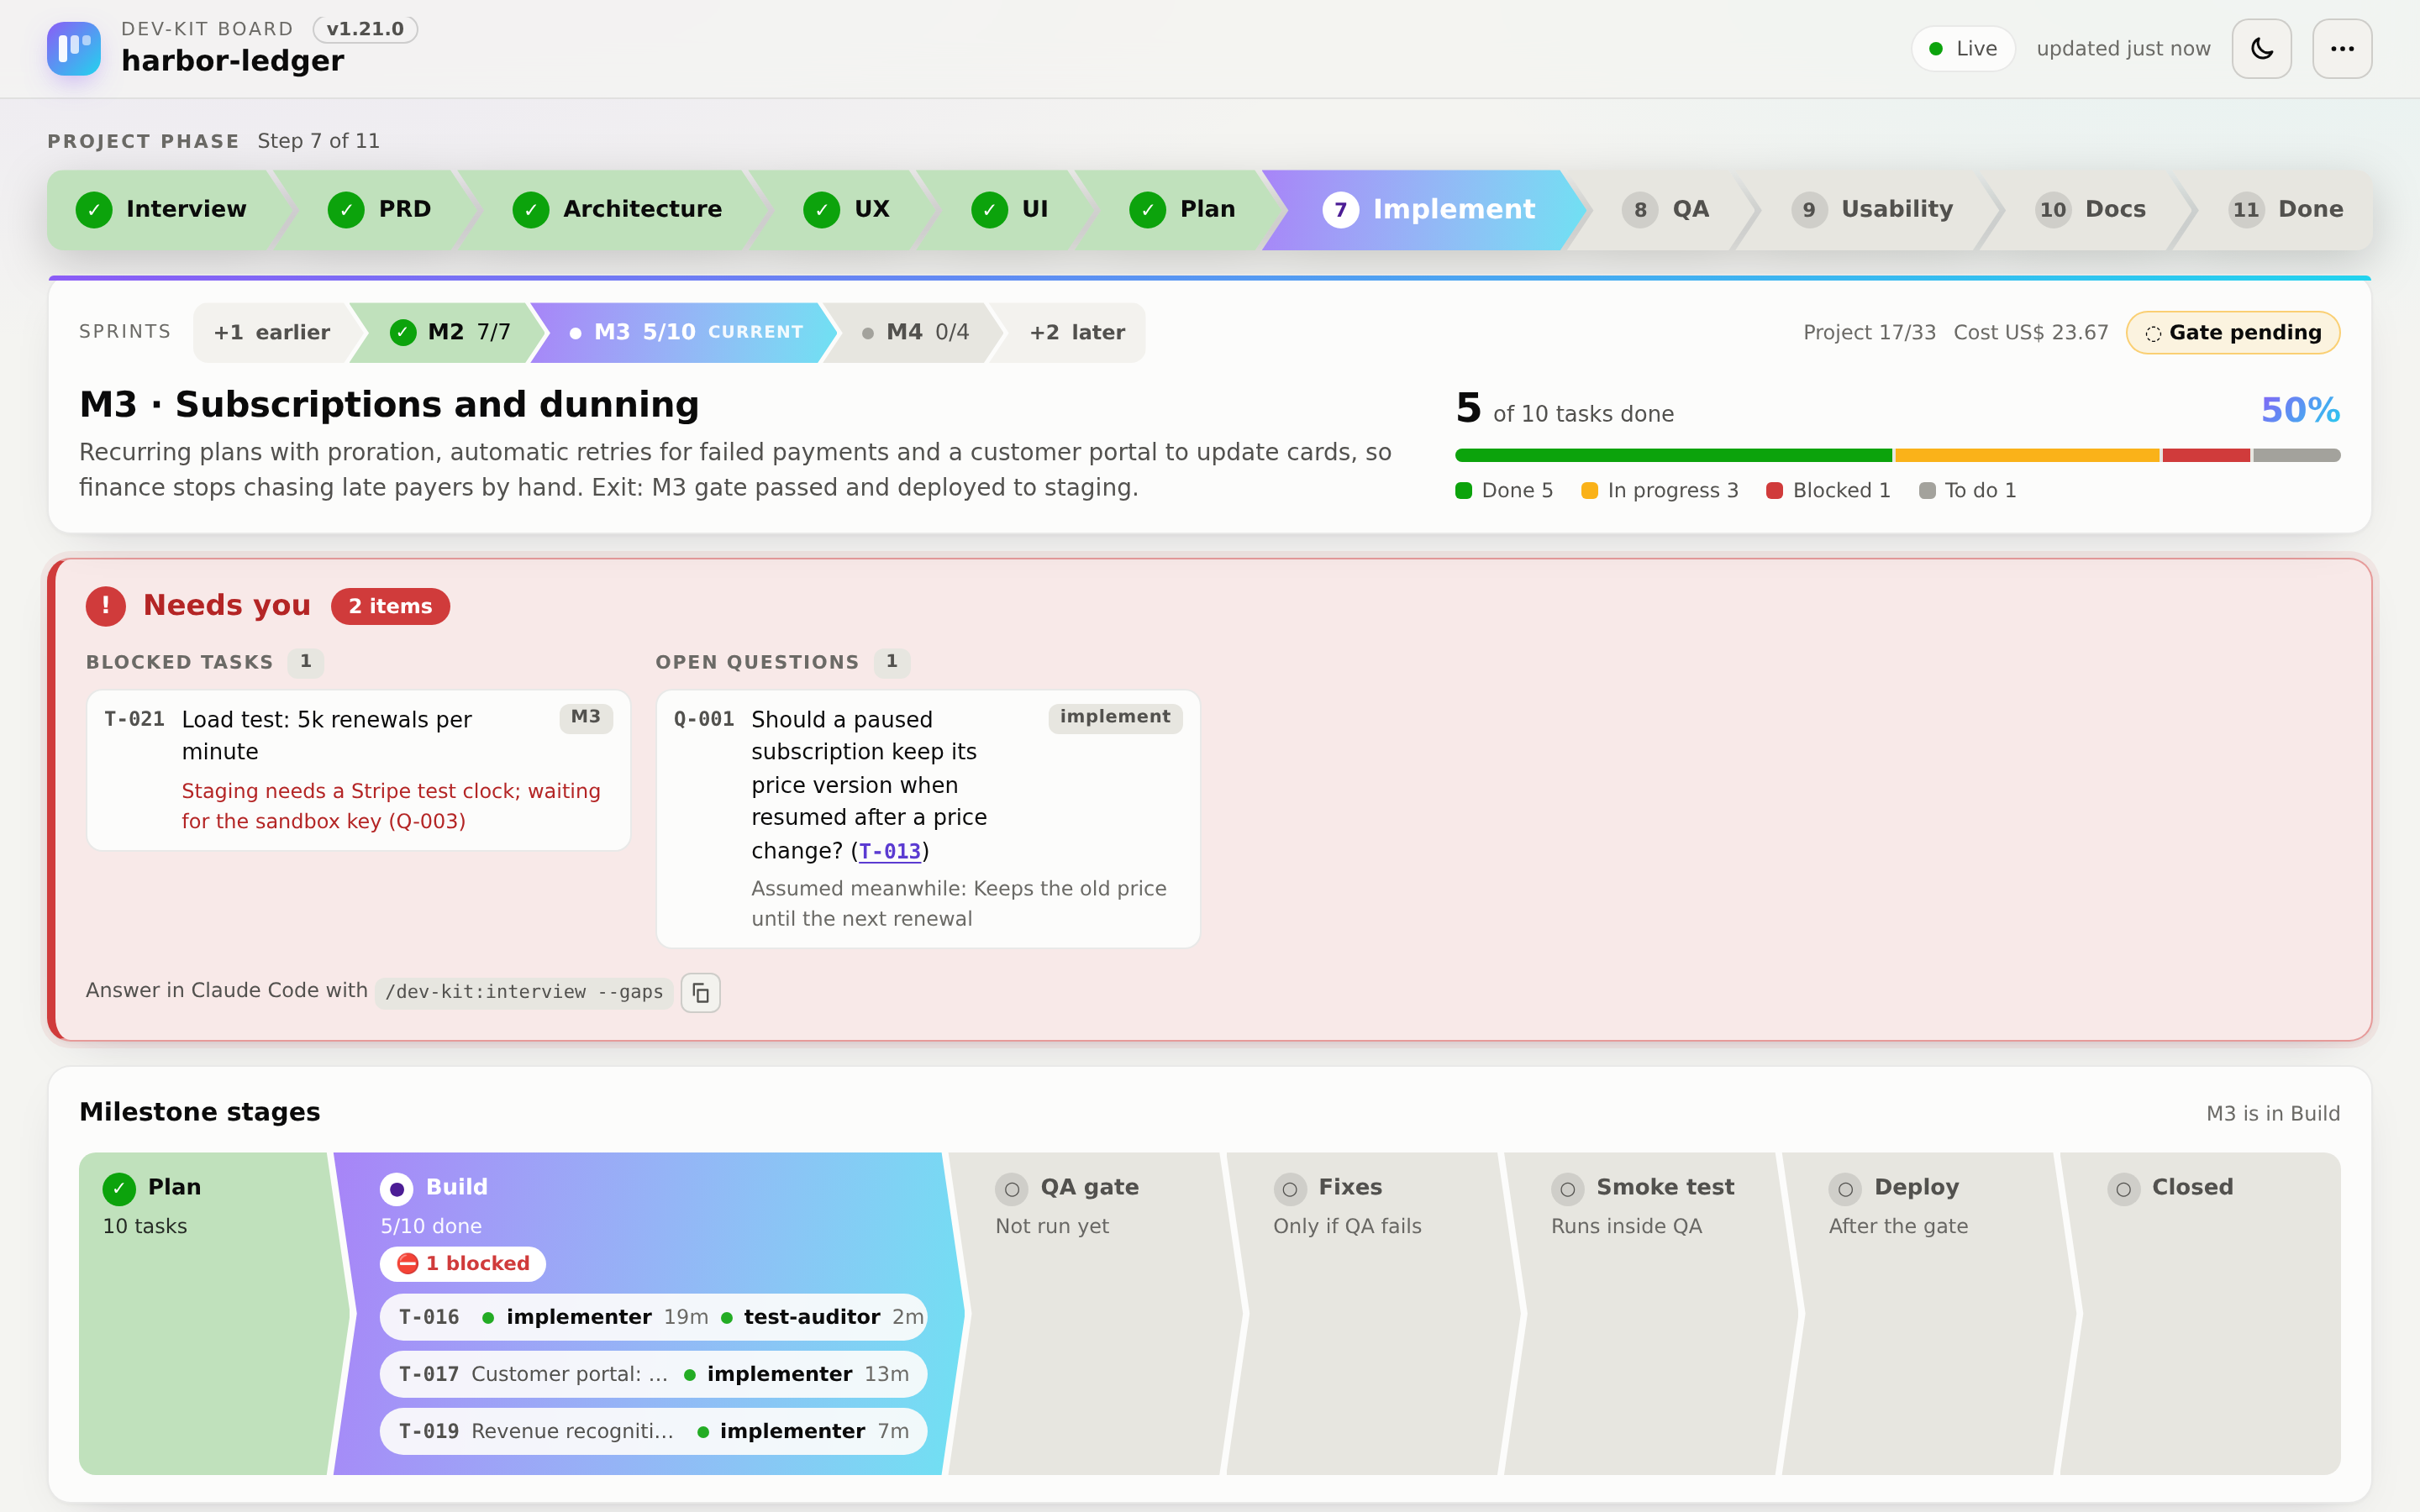 DEV-KIT BOARD v1.21.0
harbor-ledger
Live updated just now
PROJECT PHASE Step 7 of 11
✓ Interview ✓ PRD ✓ Architecture ✓ UX ✓ UI ✓ Plan 7 Implement 8 QA 9 Usability 10 Docs 11 Done
SPRINTS +1 earlier ✓ M2 7/7 M3 5/10 CURRENT M4 0/4 +2 later
Project 17/33 Cost US$ 23.67 Gate pending
M3 · Subscriptions and dunning
Recurring plans with proration, automatic retries for failed payments and a customer portal to update cards, so
finance stops chasing late payers by hand. Exit: M3 gate passed and deployed to staging.
5 of 10 tasks done 50%
Done 5 In progress 3 Blocked 1 To do 1
! Needs you 2 items
BLOCKED TASKS 1
T-021 Load test: 5k renewals per M3
minute
Staging needs a Stripe test clock; waiting
for the sandbox key (Q-003)
OPEN QUESTIONS 1
Q-001 Should a paused implement
subscription keep its
price version when
resumed after a price
change? (T-013)
Assumed meanwhile: Keeps the old price
until the next renewal
Answer in Claude Code with /dev-kit:interview --gaps
Milestone stages M3 is in Build
✓ Plan
10 tasks
Build
5/10 done
1 blocked
T-016 implementer 19m test-auditor 2m
T-017 Customer portal: … implementer 13m
T-019 Revenue recogniti… implementer 7m
QA gate
Not run yet
Fixes
Only if QA fails
Smoke test
Runs inside QA
Deploy
After the gate
Closed